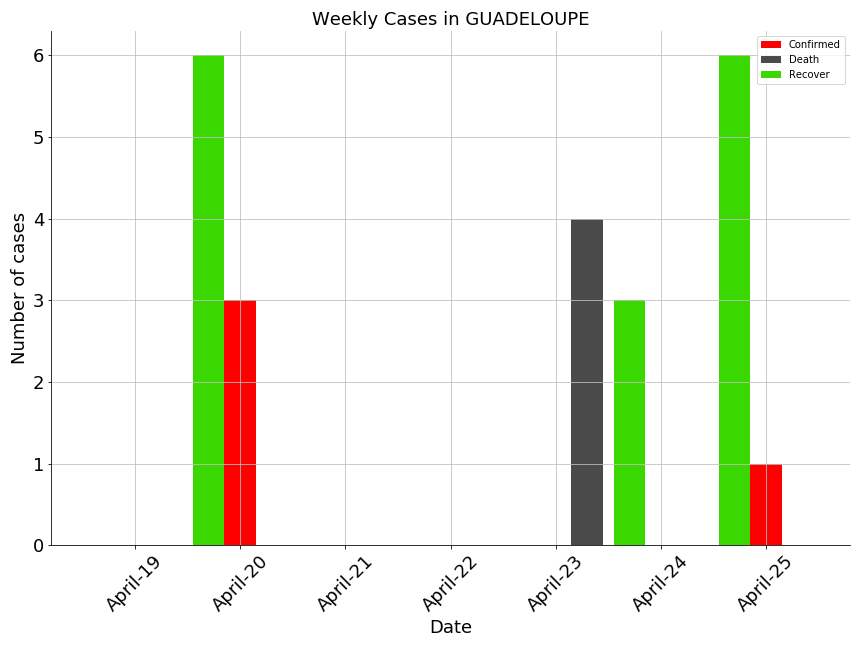 Weekly Cases in GUADELOUPE
Confirmed
Death
Recover
Number of cases
6
5
4
3
2
1
0
April-19
April-20
April-21
April-22
April-23
April-24
April-25
Date